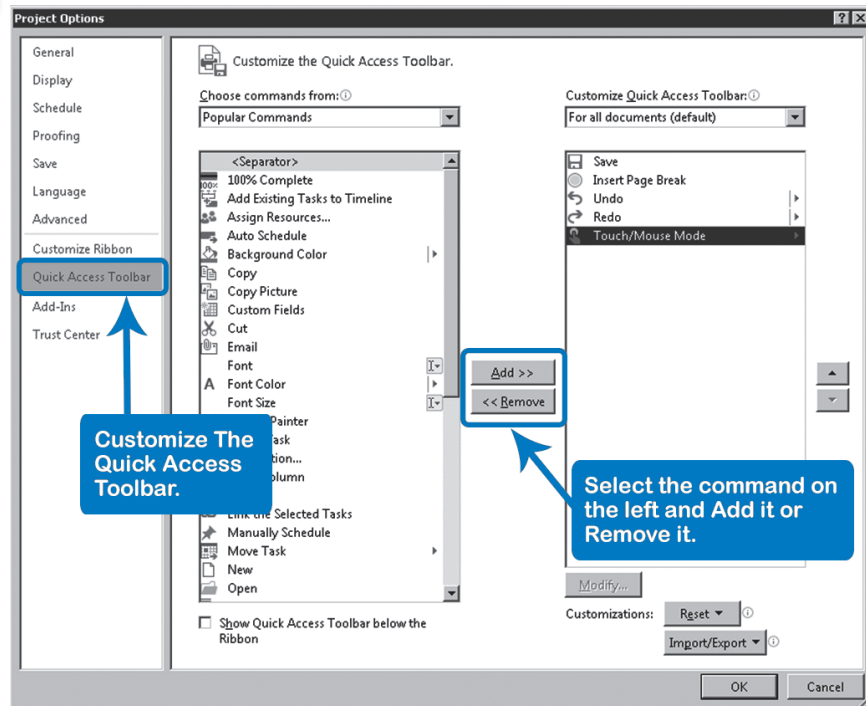 Project Options
General
Display
Schedule
Proofing
Save
Language
Advanced
Customize Ribbon
Quick Access Toolbar
Add-Ins
Trust Center
Customize the Quick Access Toolbar.
Choose commands from:
Popular Commands
<Separator>
100% Complete
Add Existing Tasks to Timeline
Assign Resources...
Auto Schedule
Background Color
Copy
Copy Picture
Custom Fields
Cut
Email
Font
Font Color
Font Size
Painter
Link the Selected Tasks
Manually Schedule
Move Task
New
Open
Show Quick Access Toolbar below the
Ribbon
Add >>
<< Remove
Customize Quick Access Toolbar:
For all documents (default)
Save
Insert Page Break
Undo
Redo
Touch/Mouse Mode
Modify...
Customizations:
Reset
Import/Export
OK
Cancel
Customize The
Quick Access
Toolbar.
Select the command on
the left and Add it or
Remove it.